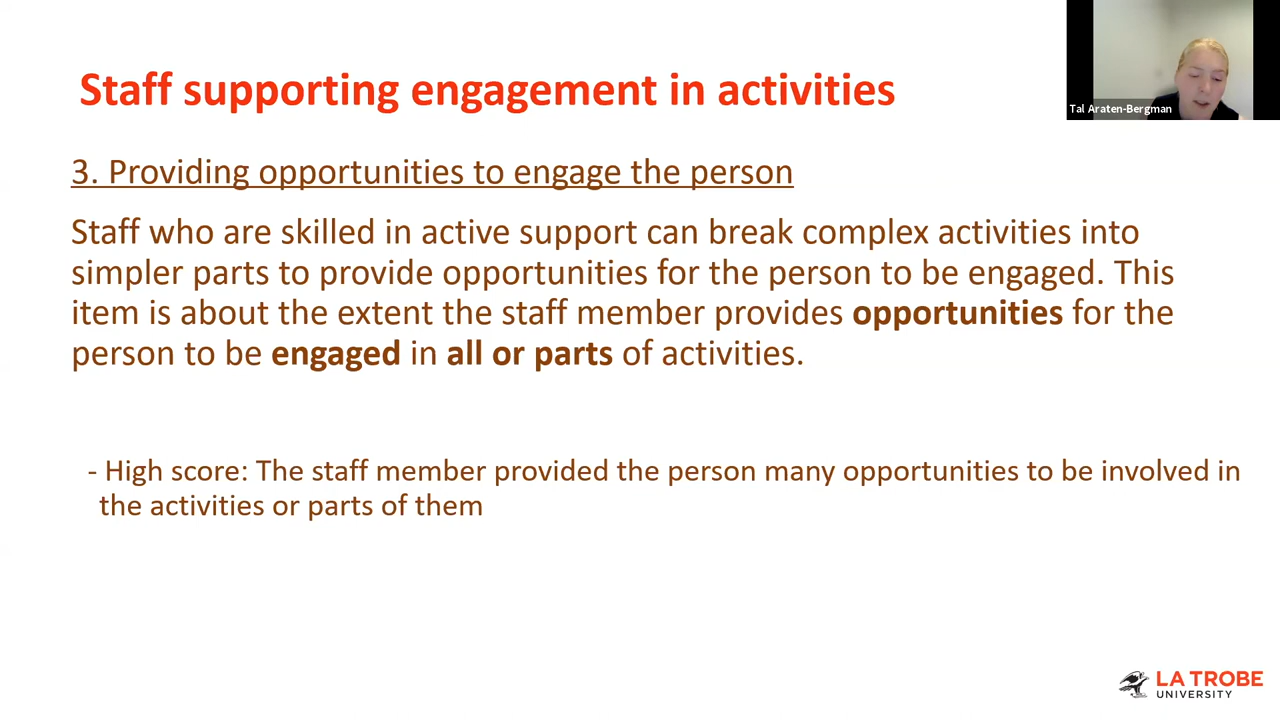 Staff supporting engagement in activities
Tal Araten-Bergman
3. Providing opportunities to engage the person
Staff who are skilled in active support can break complex activities into
simpler parts to provide opportunities for the person to be engaged. This
item is about the extent the staff member provides opportunities for the
person to be engaged in all or parts of activities.
- High score: The staff member provided the person many opportunities to be involved in
the activities or parts of them
LA TROBE
UNIVERSITY